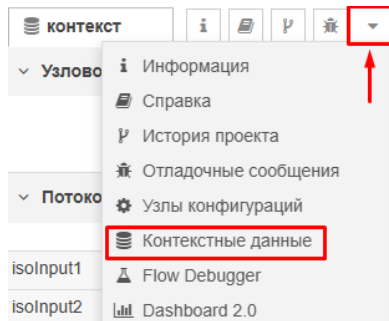 контекст
Узлово
Информация
Справка
История проекта
Отладочные сообщения
Потоко
Узлы конфигураций
Контекстные данные
isoInput1
Flow Debugger
isoInput2
Dashboard 2.0